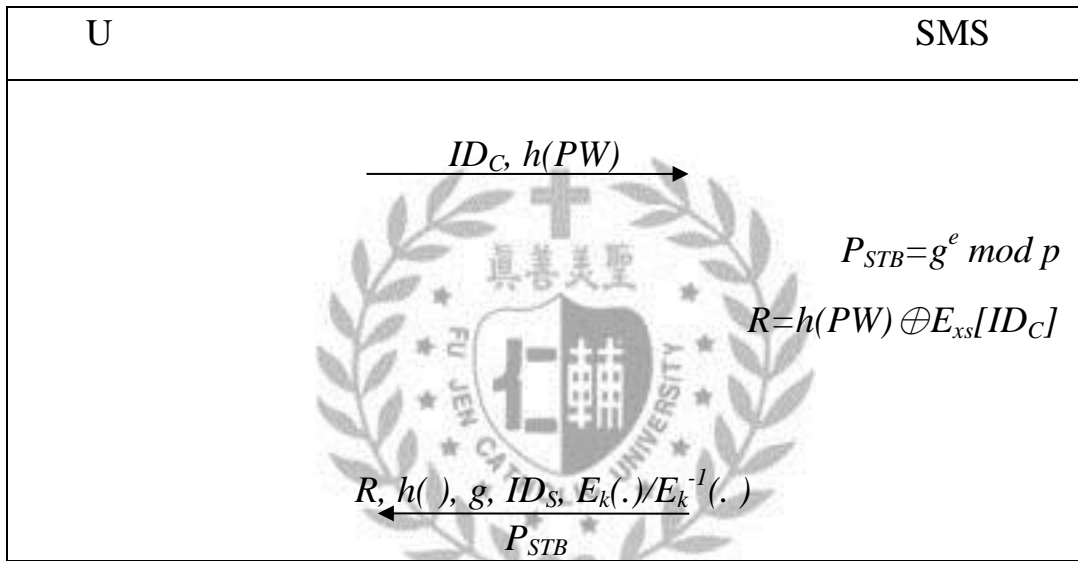 U SMS
ID_C, h(PW)
真善美聖
P_STB=g^e mod p
R=h(PW)⊕E_xs[ID_C]
FU JEN CATHOLIC UNIVERSITY
仁 輔
R, h( ), g, ID_S, E_k(.)/E_k^-1(. )
P_STB